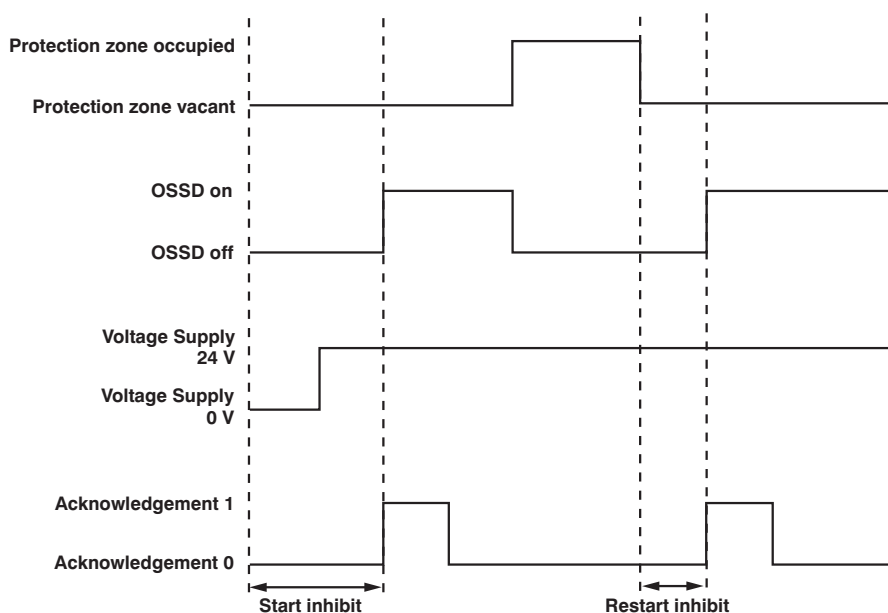 Protection zone occupied
Protection zone vacant
OSSD on
OSSD off
Voltage Supply
24 V
Voltage Supply
0 V
Acknowledgement 1
Acknowledgement 0
Start inhibit
Restart inhibit